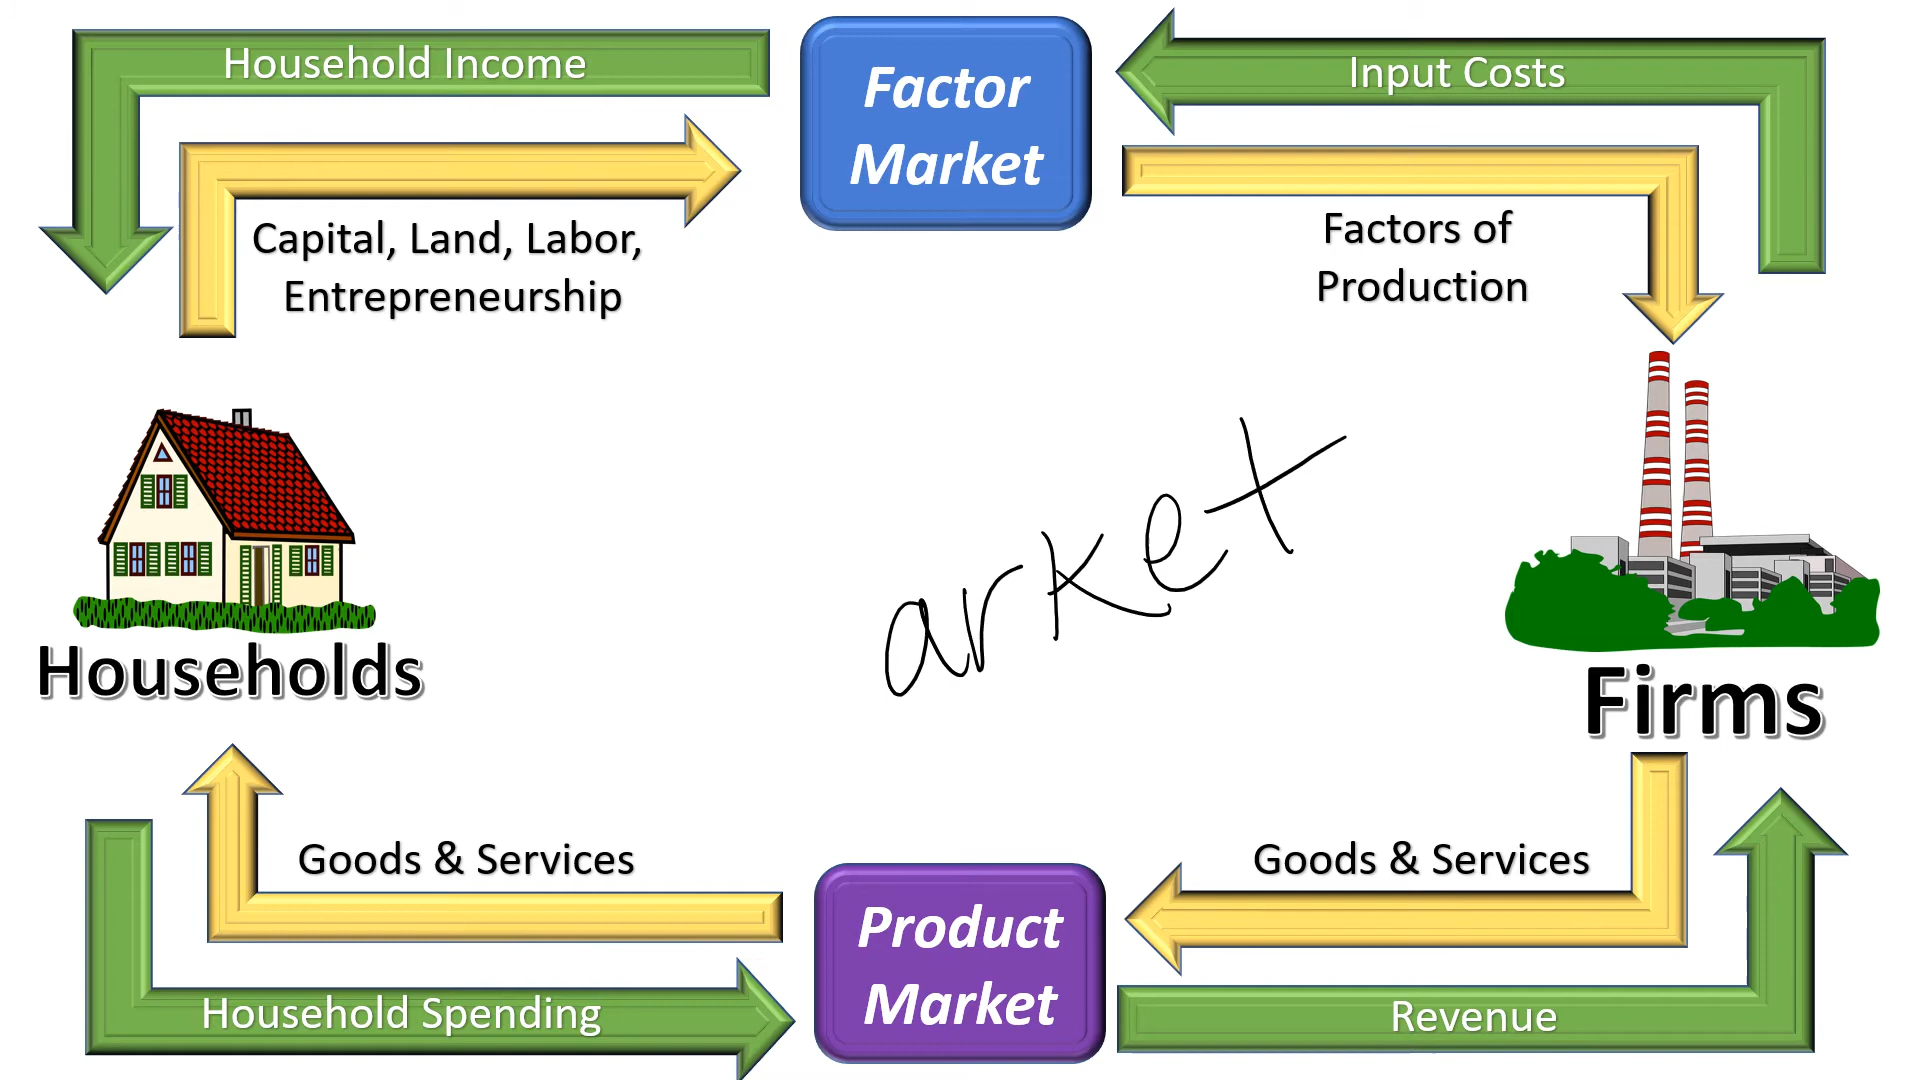 Household Income
Factor
Market
Input Costs
Capital, Land, Labor,
Entrepreneurship
Factors of
Production
arket
Households
Firms
Goods & Services
Goods & Services
Product
Market
Household Spending
Revenue